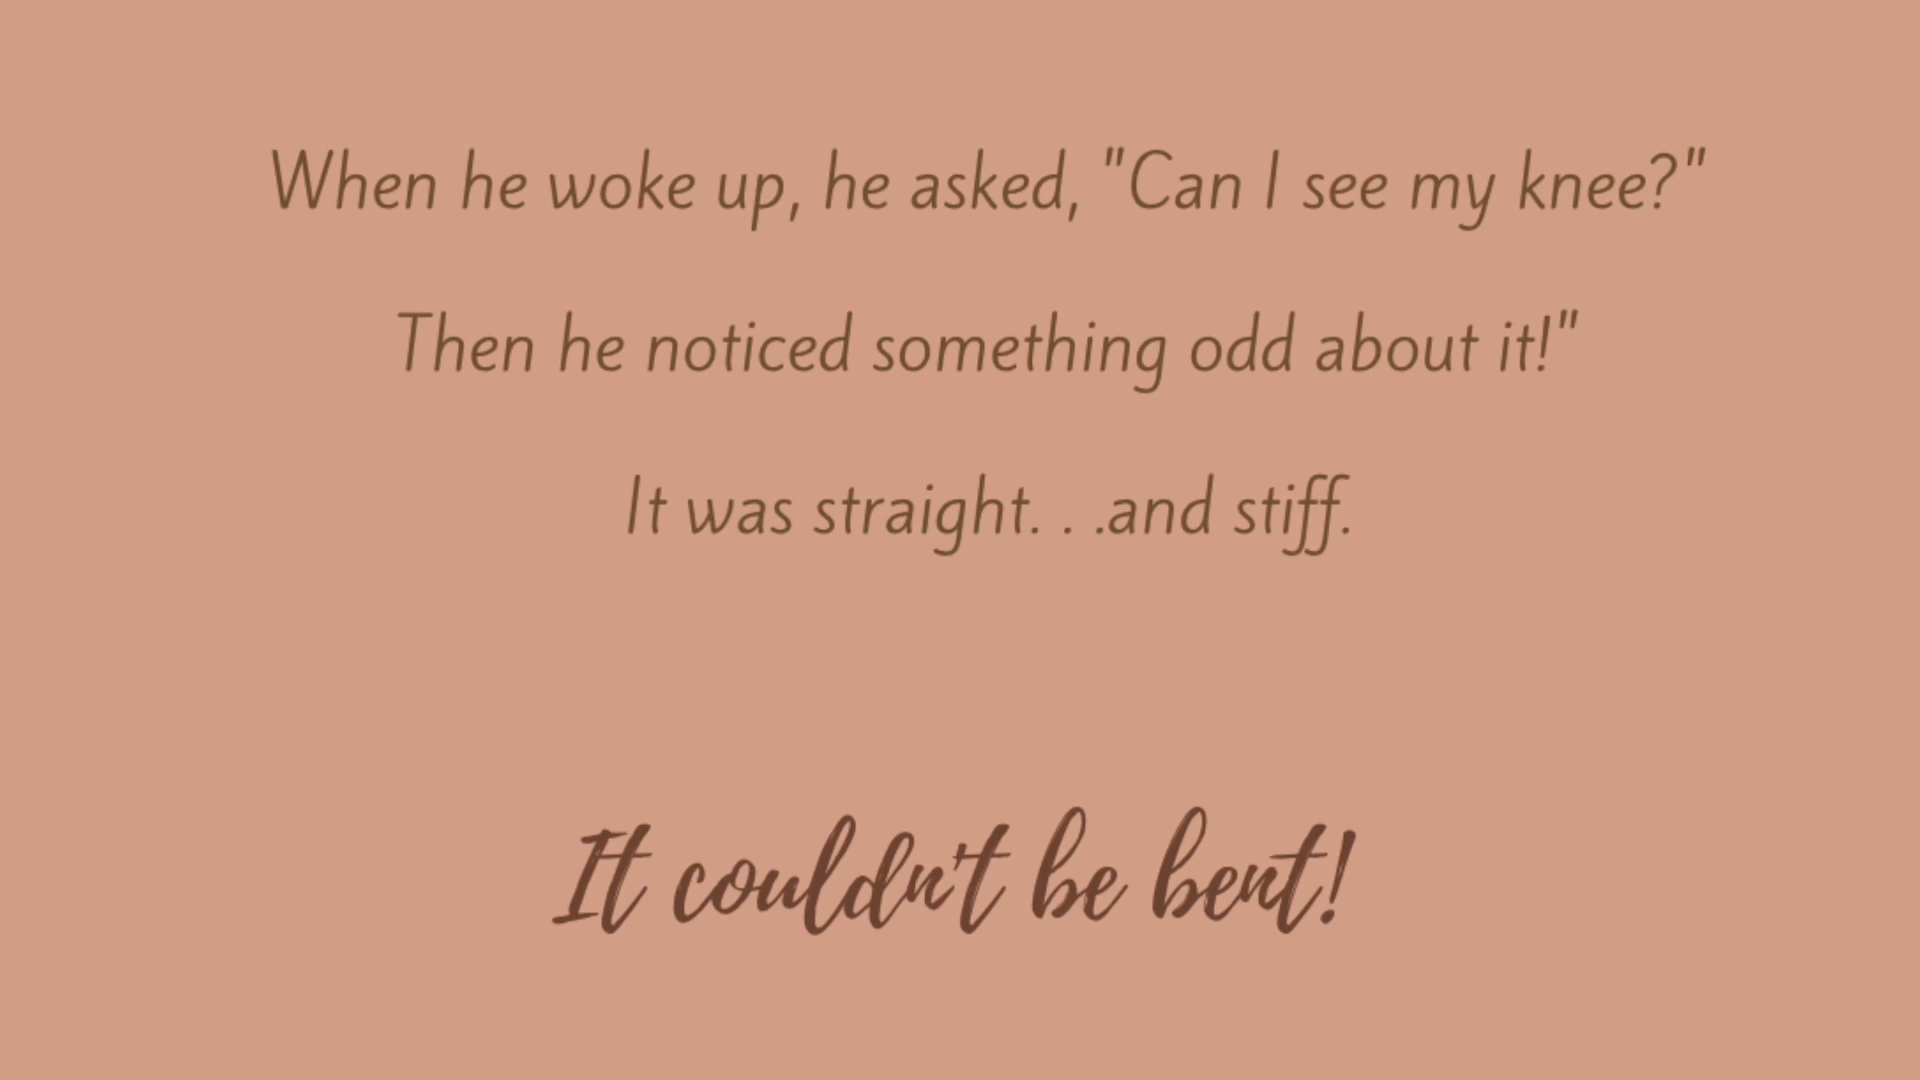 When he woke up, he asked, "Can I see my knee?"
Then he noticed something odd about it!"
It was straight. . .and stiff.
It couldn't be bent!